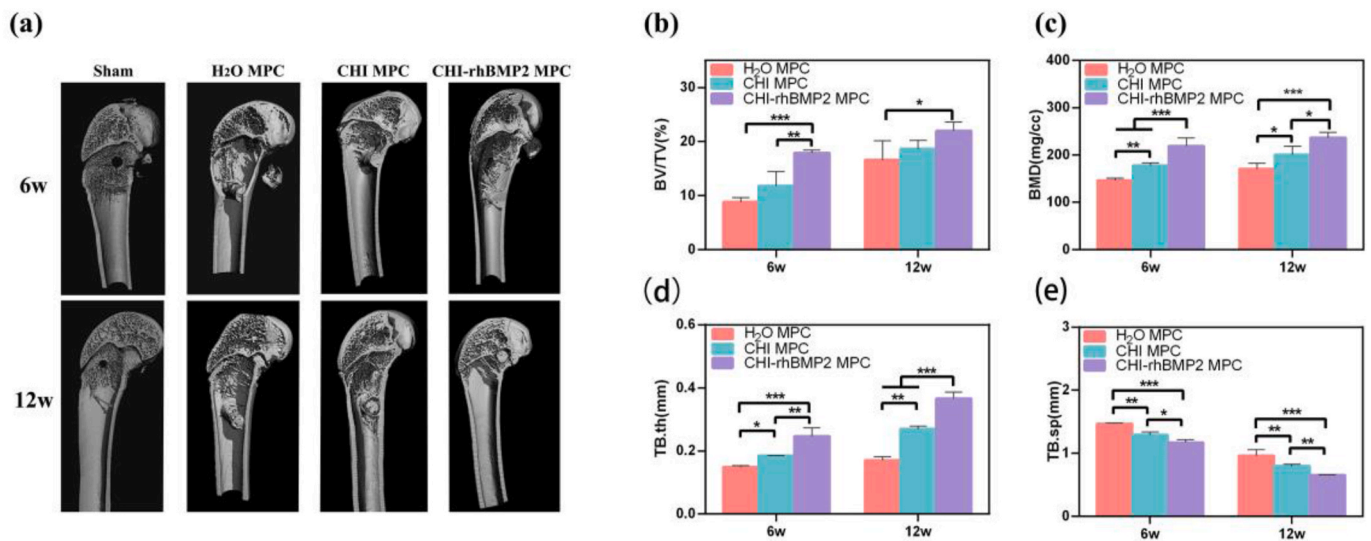 (a)
Sham
H2O MPC
CHI MPC
CHI-rhBMP2 MPC
6w
12w
(b)
H2O MPC
CHI MPC
CHI-rhBMP2 MPC
BV/TV(%)
30
20
10
0
***
**
*
6w
12w
(c)
H2O MPC
CHI MPC
CHI-rhBMP2 MPC
BMD(mg/cc)
400
300
200
100
0
***
**
***
*
*
6w
12w
(d)
H2O MPC
CHI MPC
CHI-rhBMP2 MPC
TB.th(mm)
0.6
0.4
0.2
0.0
***
*
**
***
**
6w
12w
(e)
H2O MPC
CHI MPC
CHI-rhBMP2 MPC
TB.sp(mm)
3
2
1
0
***
**
*
***
**
**
6w
12w